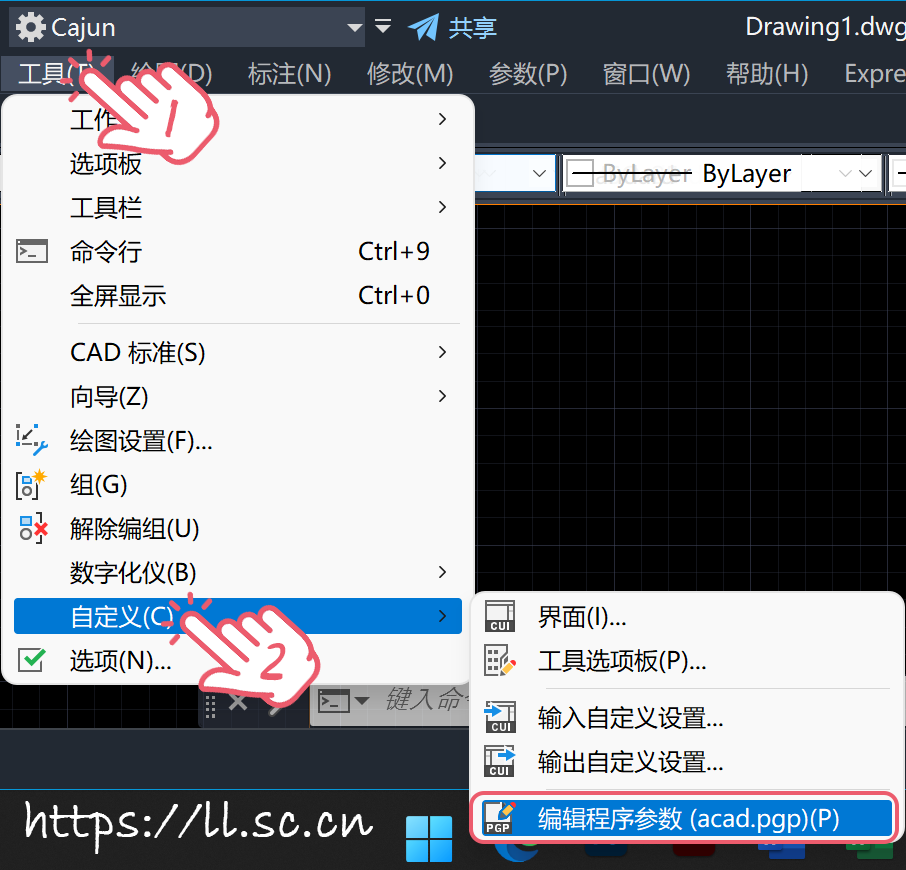 Cajun 共享 Drawing1.dwg
工具(T) 绘图(D) 标注(N) 修改(M) 参数(P) 窗口(W) 帮助(H) Expre
1
工作
选项板
ByLayer ByLayer
工具栏
命令行 Ctrl+9
全屏显示 Ctrl+0
CAD 标准(S)
向导(Z)
绘图设置(F)...
组(G)
解除编组(U)
数字化仪(B)
自定义(C)
2
选项(N)...
键入命令
界面(I)...
工具选项板(P)...
输入自定义设置...
输出自定义设置...
编辑程序参数 (acad.pgp)(P)
CUI
CUI
CUI
PGP
https://ll.sc.cn